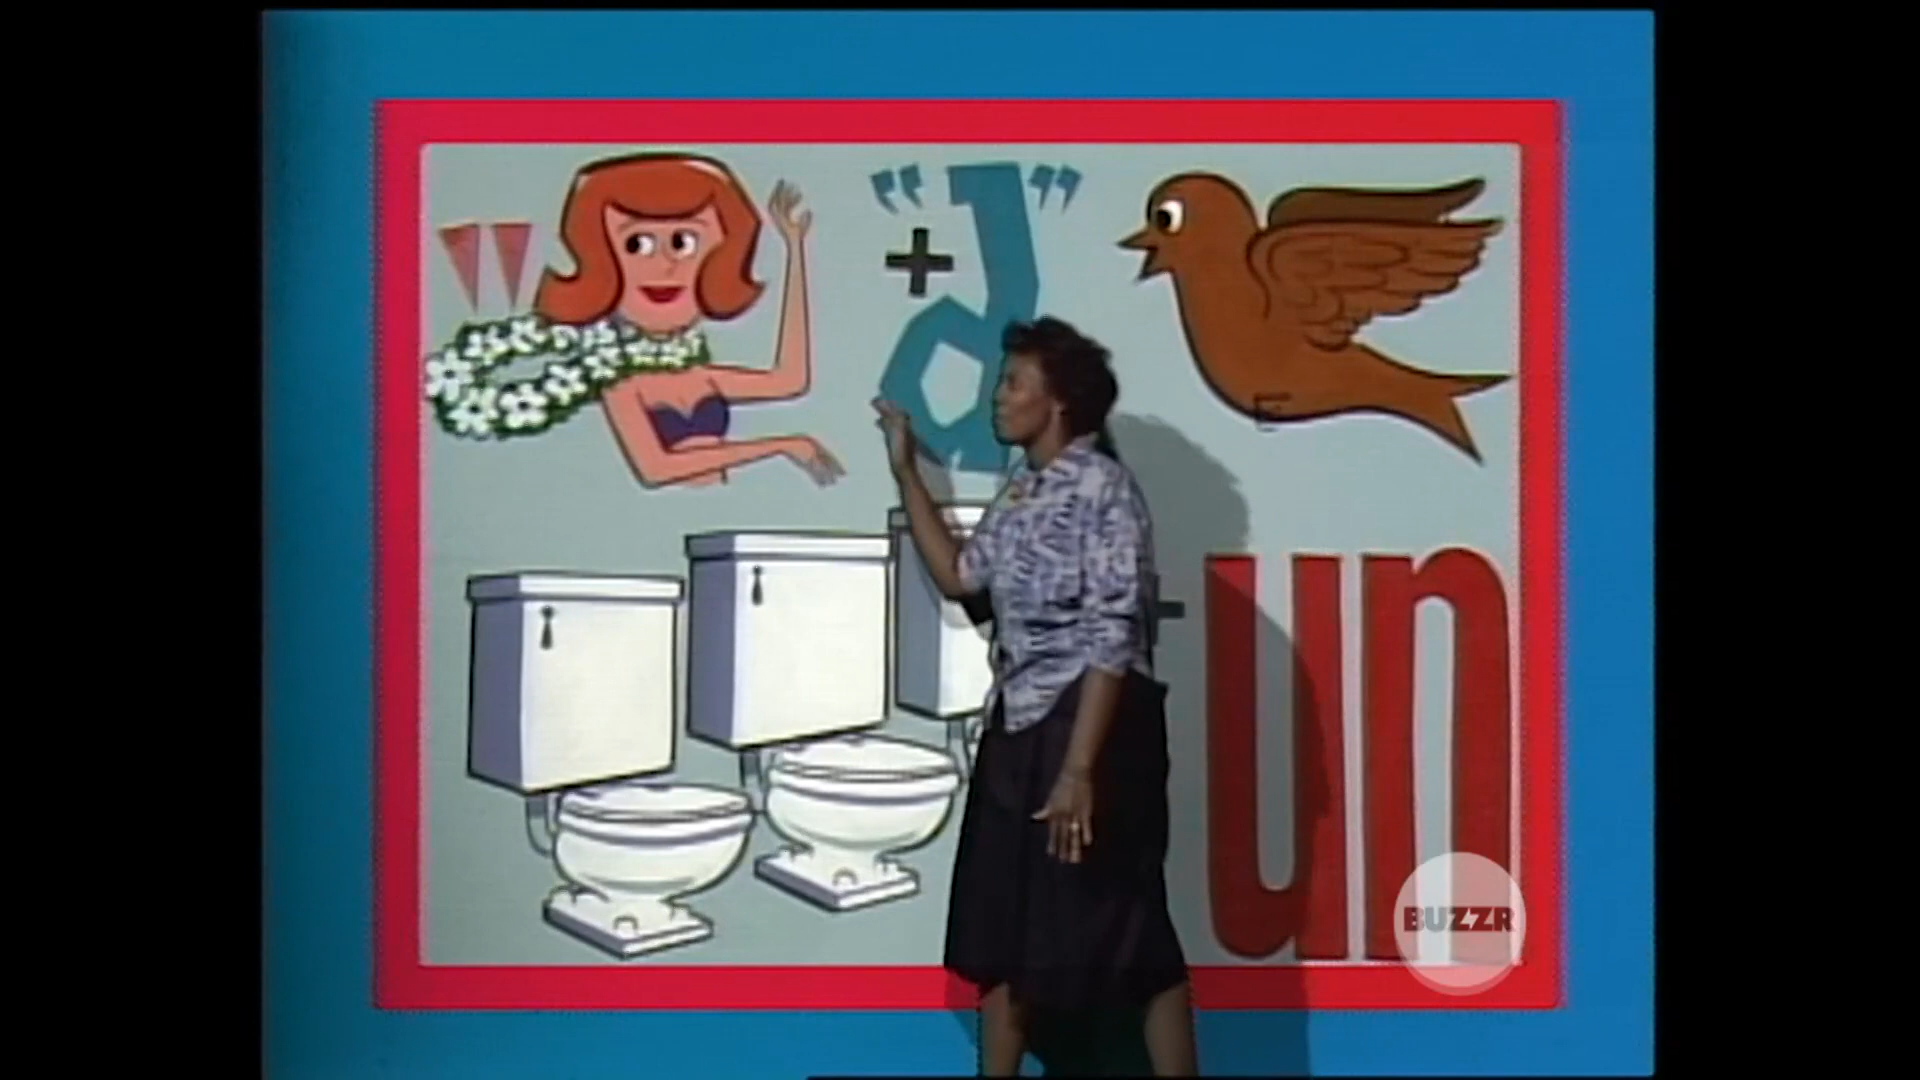 "
+ "d"
+ un
BUZZR